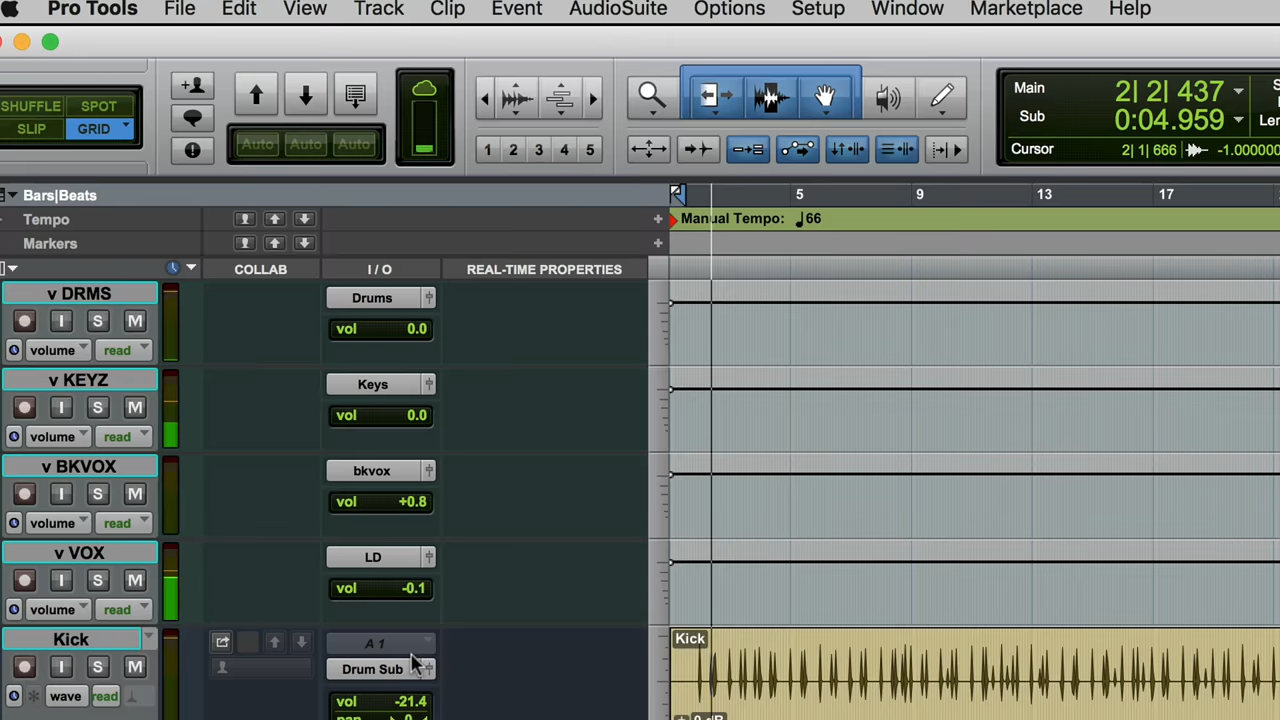 Pro Tools File Edit View Track Clip Event AudioSuite Options Setup Window Marketplace Help
SHUFFLE SPOT
SLIP GRID
Auto Auto Auto
1 2 3 4 5
Main 2| 2| 437
Sub 0:04.959
Cursor 2| 1| 666 -1.000000
Bars|Beats
5 9 13 17
Tempo
Manual Tempo: ♩66
Markers
COLLAB I / O REAL-TIME PROPERTIES
v DRMS
Drums
I S M
vol 0.0
volume read
v KEYZ
Keys
I S M
vol 0.0
volume read
v BKVOX
bkvox
I S M
vol +0.8
volume read
v VOX
LD
I S M
vol -0.1
volume read
Kick
A 1
Kick
I S M
Drum Sub
wave read
vol -21.4
0 dB